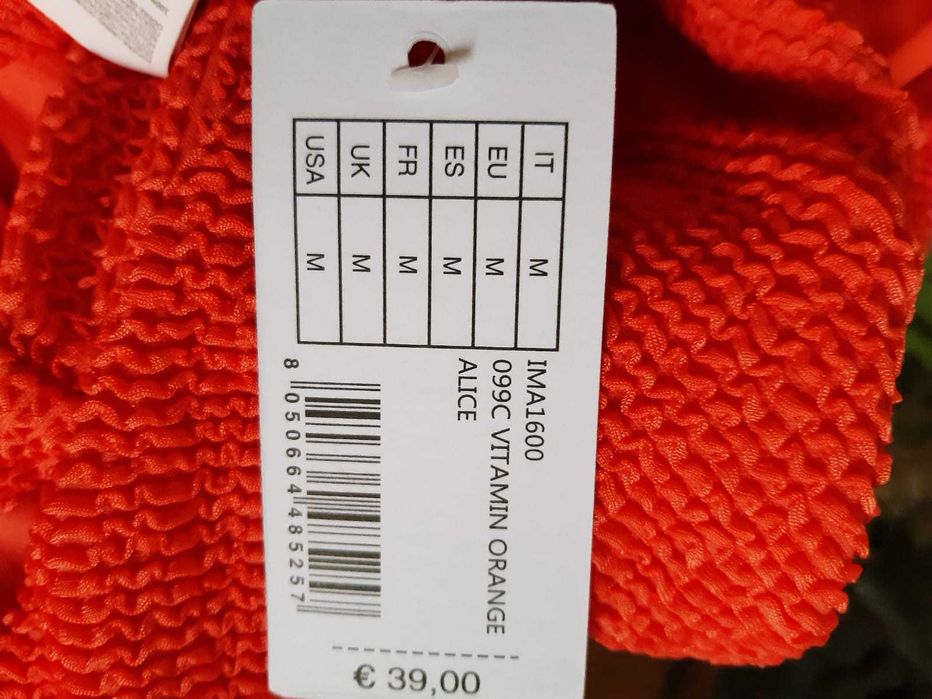 IT M
EU M
ES M
FR M
UK M
USA M
IMA1600
099C VITAMIN ORANGE
ALICE
8 050664 485257
€ 39,00